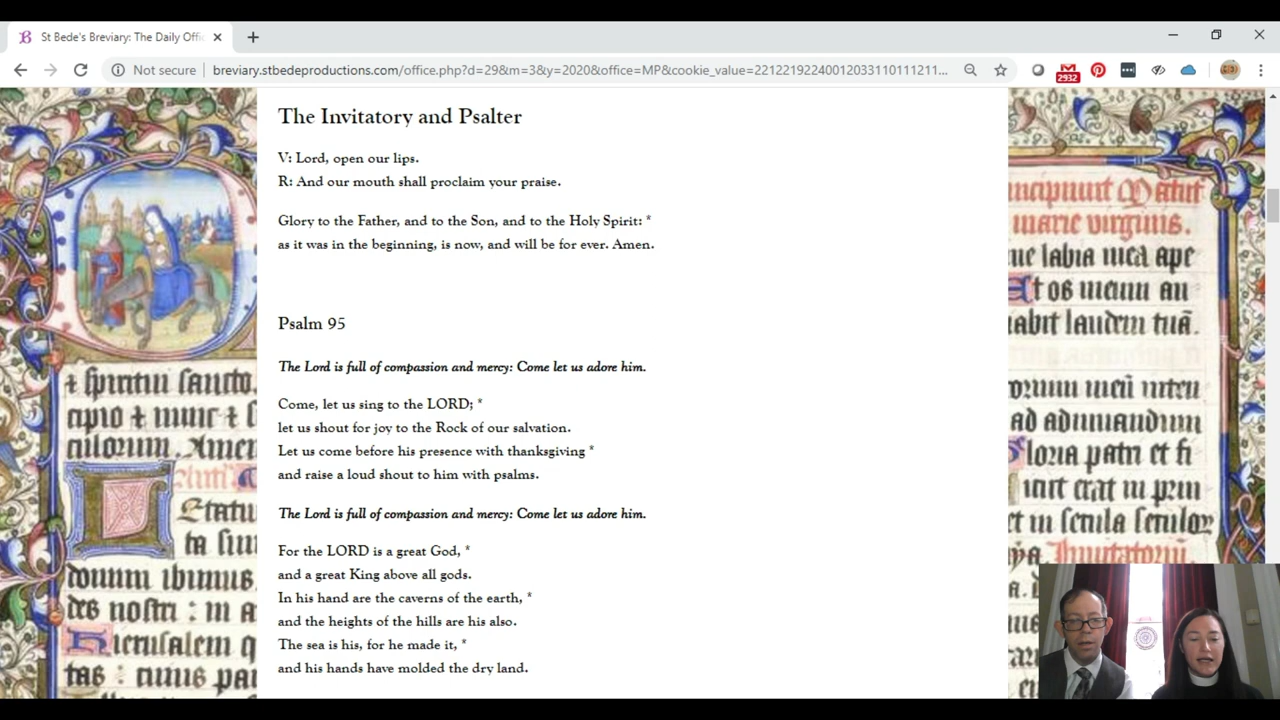 St Bede's Breviary: The Daily Offi
Not secure
breviary.stbedeproductions.com/office.php?d=29&m=3&y=2020&office=MP&cookie_value=22122192240012033110111211...
2932
The Invitatory and Psalter
V: Lord, open our lips.
R: And our mouth shall proclaim your praise.
Glory to the Father, and to the Son, and to the Holy Spirit: *
as it was in the beginning, is now, and will be for ever. Amen.
Psalm 95
The Lord is full of compassion and mercy: Come let us adore him.
Come, let us sing to the LORD; *
let us shout for joy to the Rock of our salvation.
Let us come before his presence with thanksgiving *
and raise a loud shout to him with psalms.
The Lord is full of compassion and mercy: Come let us adore him.
For the LORD is a great God, *
and a great King above all gods.
In his hand are the caverns of the earth, *
and the heights of the hills are his also.
The sea is his, for he made it, *
and his hands have molded the dry land.